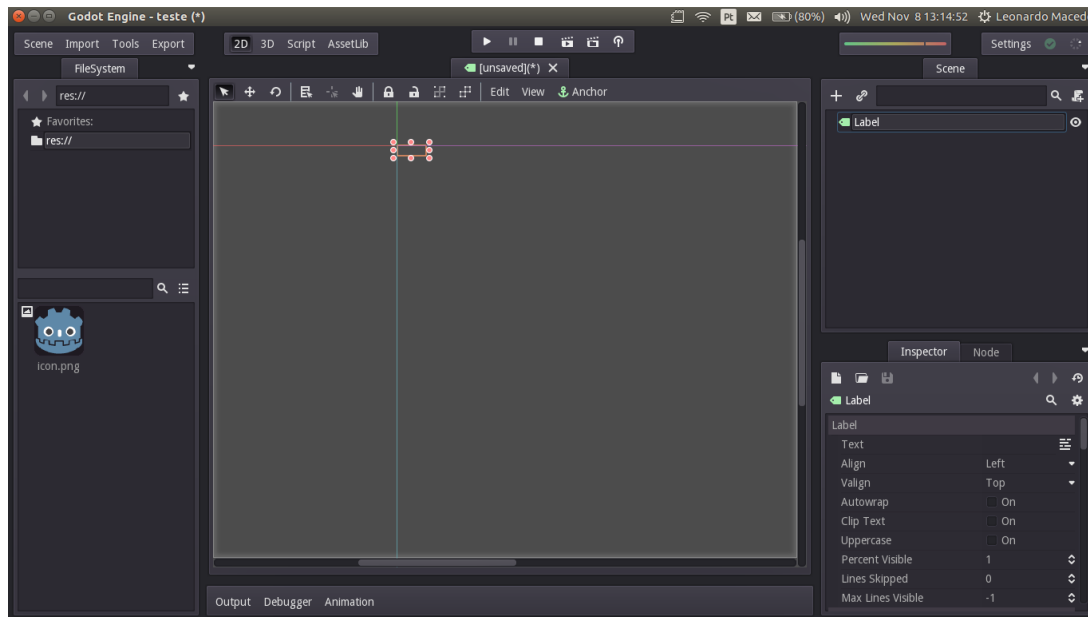 Godot Engine - teste (*)
Pt
(80%)
Wed Nov 8 13:14:52
Leonardo Maced
Scene Import Tools Export
2D 3D Script AssetLib
Settings
FileSystem
[unsaved](*)
Scene
res://
Edit View Anchor
Favorites:
res://
Label
icon.png
Inspector Node
Label
Label
Text
Align Left
Valign Top
Autowrap On
Clip Text On
Uppercase On
Percent Visible 1
Lines Skipped 0
Max Lines Visible -1
Output Debugger Animation